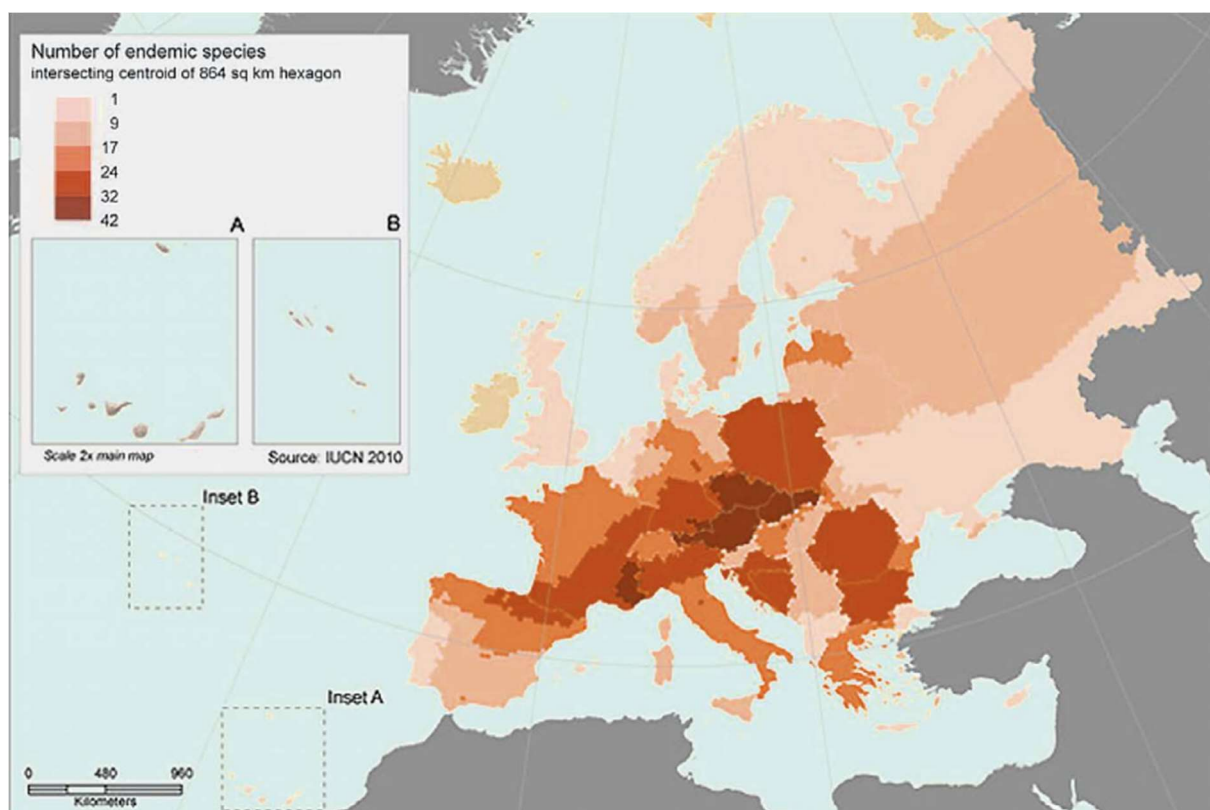 Number of endemic species
intersecting centroid of 864 sq km hexagon
1
9
17
24
32
42
A
B
Scale 2x main map
Source: IUCN 2010
Inset B
Inset A
0 480 960
Kilometers